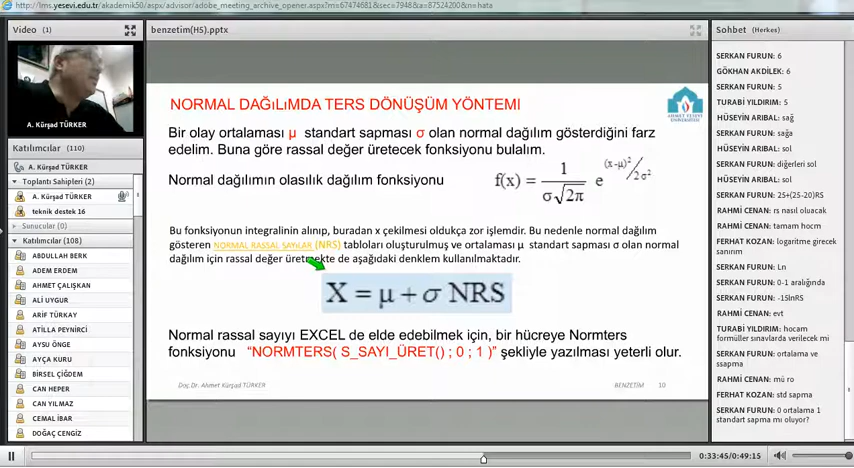 http://lms.yesevi.edu.tr/akademik50/aspx/advisor/adobe_meeting_archive_opener.aspx?m=67474681&sec=7948&a=87524200&n=hata
Video (1)
A. Kürşad TÜRKER
Katılımcılar (110)
A. Kürşad TÜRKER
Toplantı Sahipleri (2)
A. Kürşad TÜRKER
teknik destek 16
Sunucular (0)
Katılımcılar (108)
ABDULLAH BERK
ADEM ERDEM
AHMET ÇALIŞKAN
ALİ UYGUR
ARİF TÜRKAY
ATİLLA PEYNİRCİ
AYSU ÖNGE
AYÇA KURU
BİRSEL ÇİĞDEM
CAN HEPER
CAN YILMAZ
CEMAL İBAR
DOĞAÇ CENGİZ
benzetim(H5).pptx
NORMAL DAĞıLıMDA TERS DÖNÜŞÜM YÖNTEMI
AHMET YESEVİ
ÜNİVERSİTESİ
Bir olay ortalaması µ standart sapması σ olan normal dağılım gösterdiğini farz
edelim. Buna göre rassal değer üretecek fonksiyonu bulalım.
Normal dağılımın olasılık dağılım fonksiyonu
f(x) = 1/σ√2π e (x-µ)²/2σ²
Bu fonksiyonun integralinin alınıp, buradan x çekilmesi oldukça zor işlemdir. Bu nedenle normal dağılım
gösteren NORMAL RASSAL SAYILAR (NRS) tabloları oluşturulmuş ve ortalaması µ standart sapması σ olan normal
dağılım için rassal değer üretmekte de aşağıdaki denklem kullanılmaktadır.
X = µ + σ NRS
Normal rassal sayıyı EXCEL de elde edebilmek için, bir hücreye Normters
fonksiyonu “NORMTERS( S_SAYI_ÜRET() ; 0 ; 1 )” şekliyle yazılması yeterli olur.
Doç.Dr. Ahmet Kürşad TÜRKER
BENZETİM
10
Sohbet (Herkes)
SERKAN FURUN: 6
GÖKHAN AKDİLEK: 6
SERKAN FURUN: 5
TURABİ YILDIRIM: 5
HÜSEYİN ARIBAL: sağ
SERKAN FURUN: sağa
HÜSEYİN ARIBAL: sol
SERKAN FURUN: diğerleri sol
HÜSEYİN ARIBAL: sol
SERKAN FURUN: 25+(25-20)RS
RAHMİ CENAN: rs nasıl olucak
RAHMİ CENAN: tamam hocm
FERHAT KOZAN: logaritme girecek
sanırım
SERKAN FURUN: Ln
SERKAN FURUN: 0-1 aralığında
SERKAN FURUN: -15lnRS
RAHMİ CENAN: evt
TURABİ YILDIRIM: hocam
formüller sınavlarda verilecek mi
SERKAN FURUN: ortalama ve
ssapma
RAHMİ CENAN: mü ro
FERHAT KOZAN: std sapma
SERKAN FURUN: 0 ortalama 1
standart sapma mı oluyor?
0:33:45/0:49:15